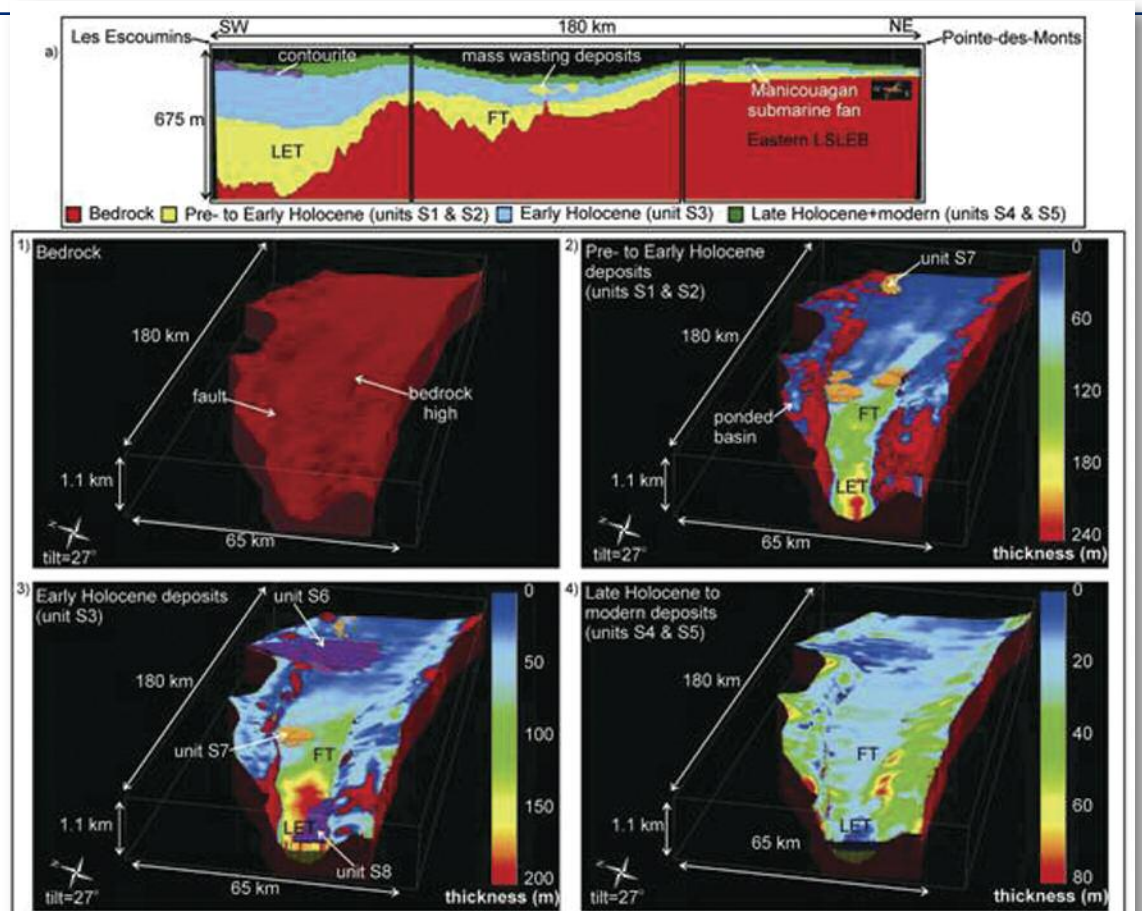 SW 180 km NE
Les Escoumins Pointe-des-Monts
a) contourite mass wasting deposits
Manicouagan
submarine fan
675 m FT
LET Eastern LSLEB
Bedrock Pre- to Early Holocene (units S1 & S2) Early Holocene (unit S3) Late Holocene+modern (units S4 & S5)
1) Bedrock
180 km
fault
bedrock
high
1.1 km
65 km
tilt=27°
2) Pre- to Early Holocene
deposits
(units S1 & S2)
unit S7
180 km
ponded
basin
FT
LET
1.1 km
65 km
tilt=27°
0
60
120
180
240
thickness (m)
3) Early Holocene deposits
(unit S3)
unit S6
180 km
unit S7
FT
LET
unit S8
1.1 km
65 km
tilt=27°
0
50
100
150
200
thickness (m)
4) Late Holocene to
modern deposits
(units S4 & S5)
180 km
FT
LET
1.1 km
65 km
tilt=27°
0
20
40
60
80
thickness (m)